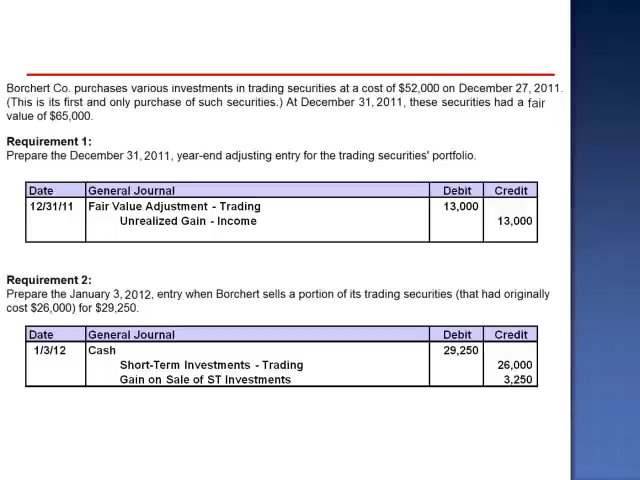 Borchert Co. purchases various investments in trading securities at a cost of $52,000 on December 27, 2011.
(This is its first and only purchase of such securities.) At December 31, 2011, these securities had a fair
value of $65,000.
Requirement 1:
Prepare the December 31, 2011, year-end adjusting entry for the trading securities' portfolio.
Date General Journal Debit Credit
12/31/11 Fair Value Adjustment - Trading 13,000
Unrealized Gain - Income 13,000
Requirement 2:
Prepare the January 3, 2012, entry when Borchert sells a portion of its trading securities (that had originally
cost $26,000) for $29,250.
Date General Journal Debit Credit
1/3/12 Cash 29,250
Short-Term Investments - Trading 26,000
Gain on Sale of ST Investments 3,250